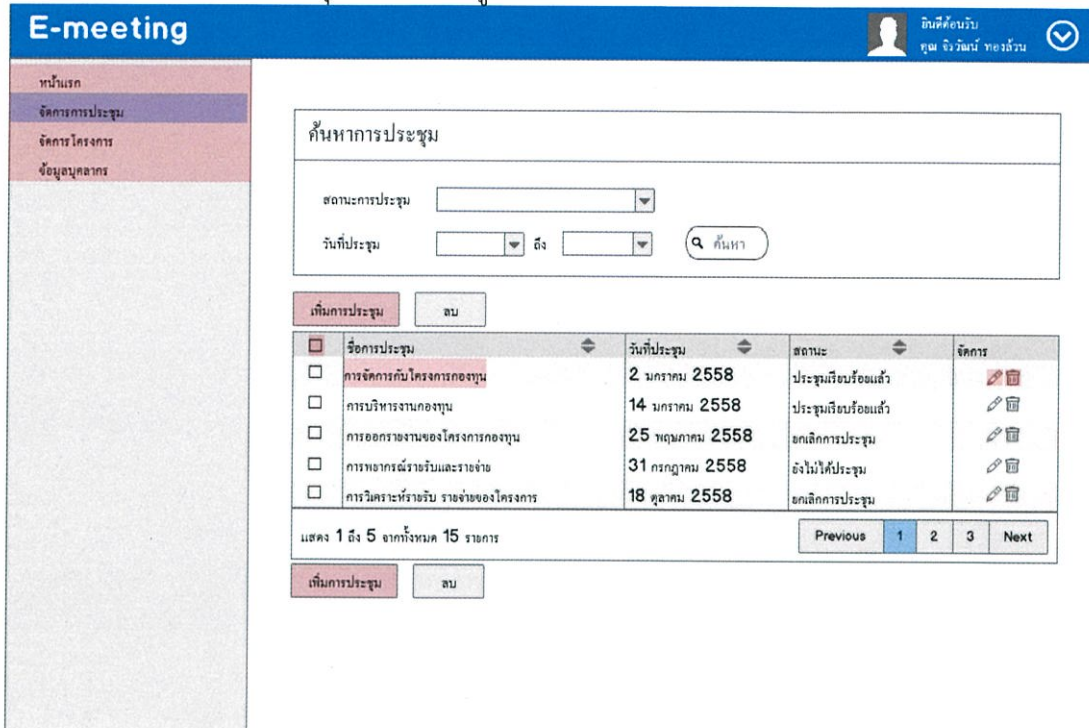 E-meeting
ยินดีต้อนรับ
คุณ จิรวัฒน์ ทองล้วน
หน้าแรก
จัดการการประชุม
จัดการโครงการ
ข้อมูลบุคลากร
ค้นหาการประชุม
สถานะการประชุม
วันที่ประชุม ถึง ค้นหา
เพิ่มการประชุม ลบ
ชื่อการประชุม วันที่ประชุม สถานะ จัดการ
การจัดการกับโครงการกองทุน 2 มกราคม 2558 ประชุมเรียบร้อยแล้ว
การบริหารงานกองทุน 14 มกราคม 2558 ประชุมเรียบร้อยแล้ว
การออกรายงานของโครงการกองทุน 25 พฤษภาคม 2558 ยกเลิกการประชุม
การพยากรณ์รายรับและรายจ่าย 31 กรกฎาคม 2558 ยังไม่ได้ประชุม
การวิเคราะห์รายรับ รายจ่ายของโครงการ 18 ตุลาคม 2558 ยกเลิกการประชุม
แสดง 1 ถึง 5 จากทั้งหมด 15 รายการ Previous 1 2 3 Next
เพิ่มการประชุม ลบ